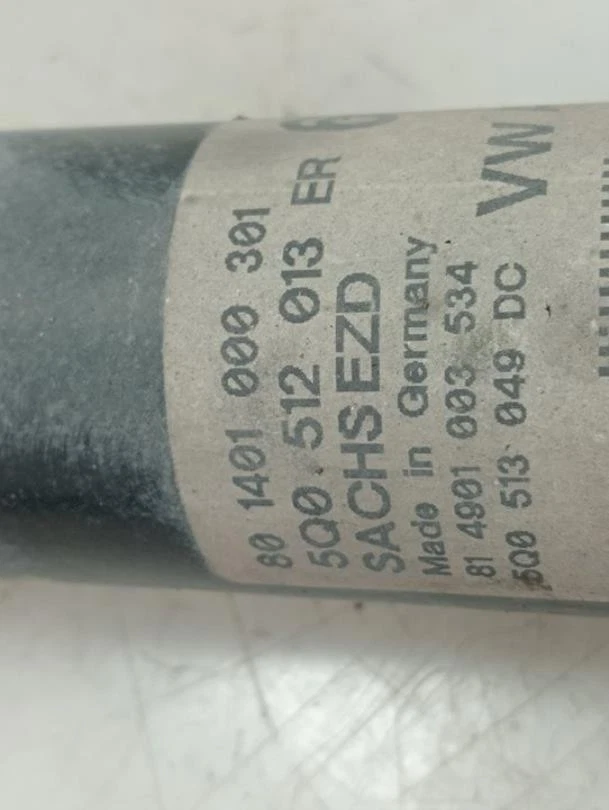 80 1401 000 301
5Q0 512 013 ER
SACHS EZD
Made in Germany
81 4901 003 534
5Q0 513 049 DC
VW